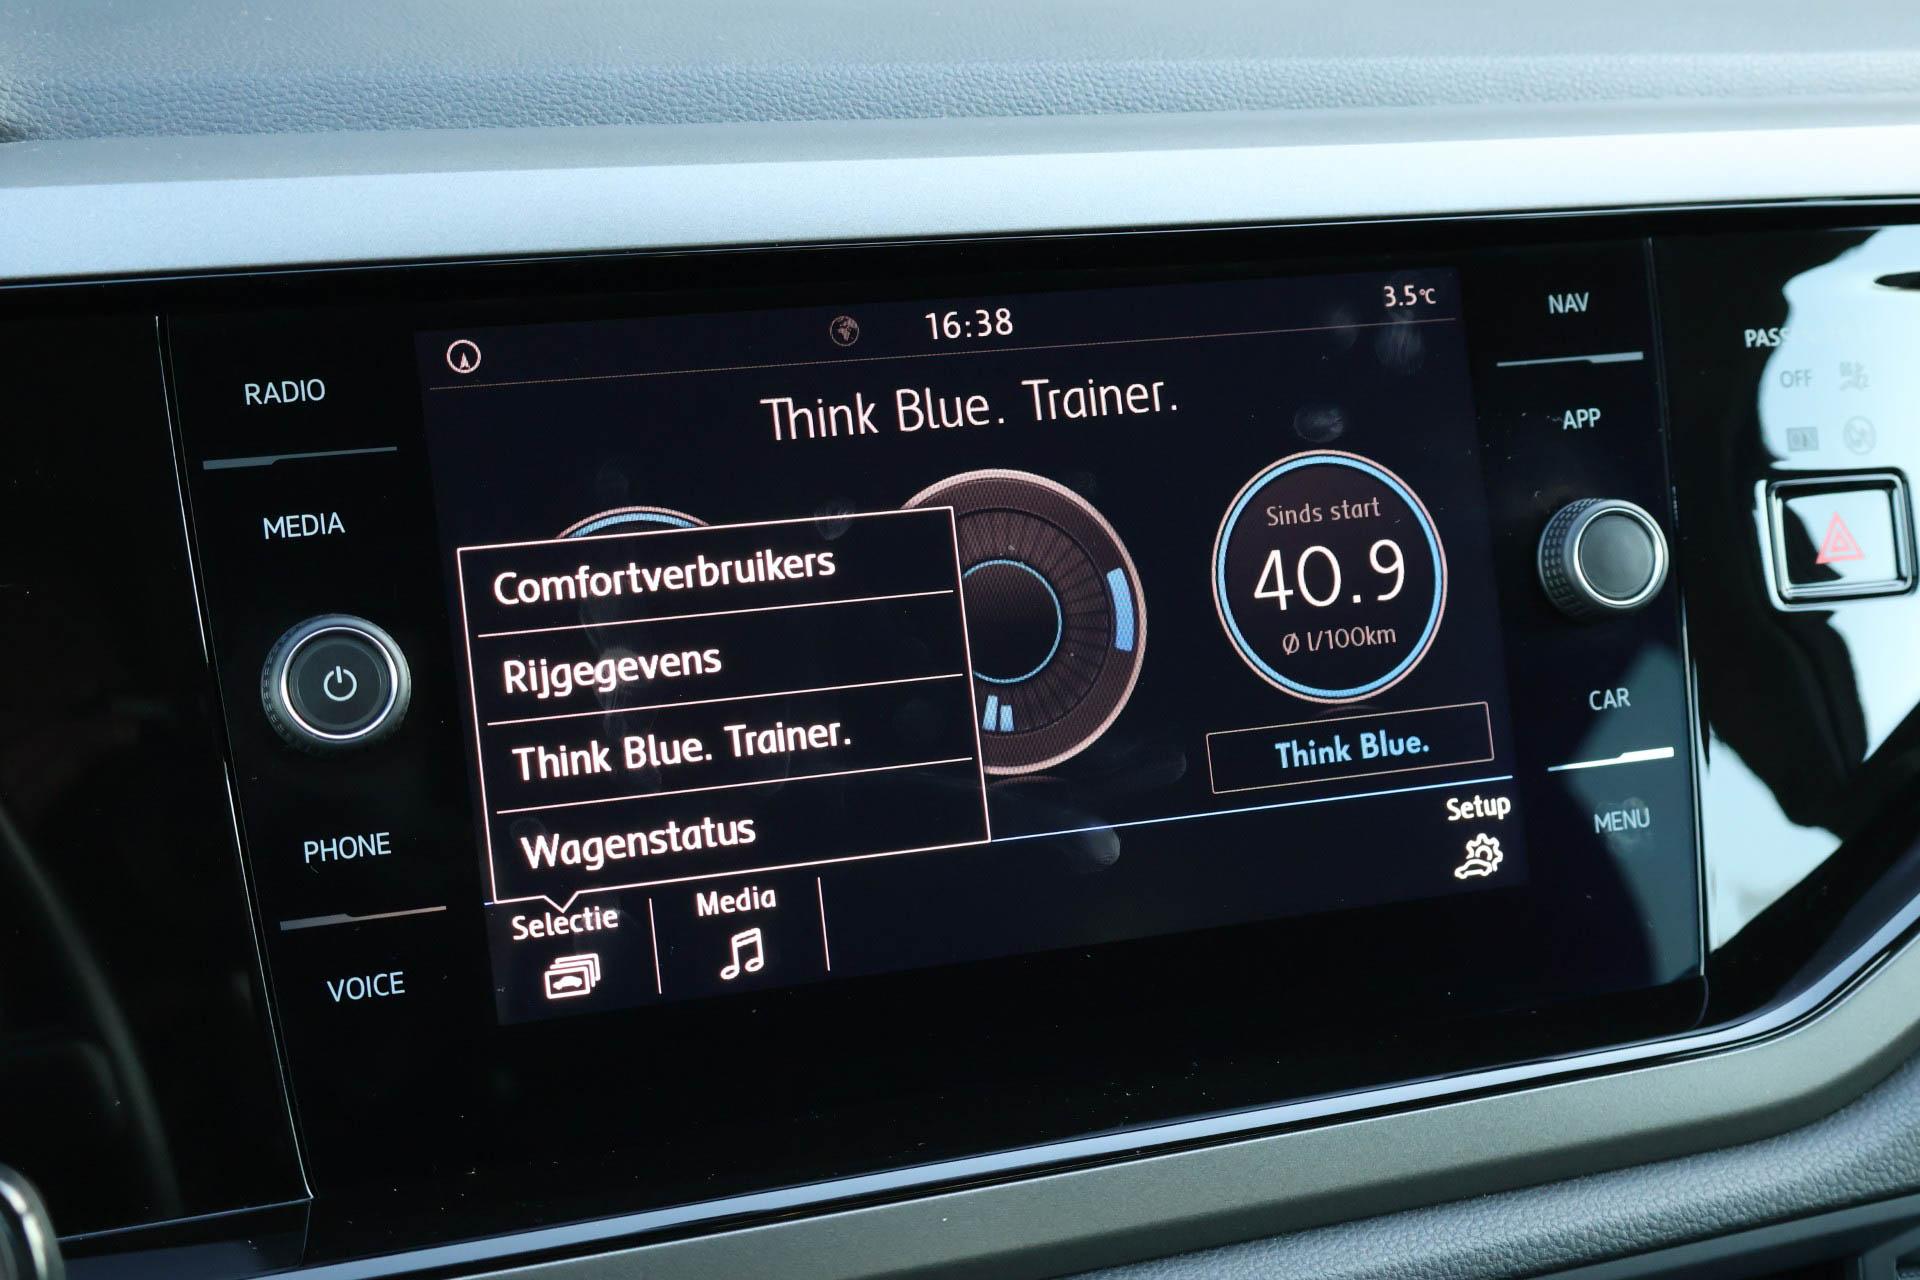 RADIO
MEDIA
PHONE
VOICE
16:38
3.5°C
Think Blue. Trainer.
Comfortverbruikers
Rijgegevens
Think Blue. Trainer.
Wagenstatus
Sinds start
40.9
Ø l/100km
Think Blue.
Selectie
Media
Setup
NAV
APP
CAR
MENU
PASS
OFF